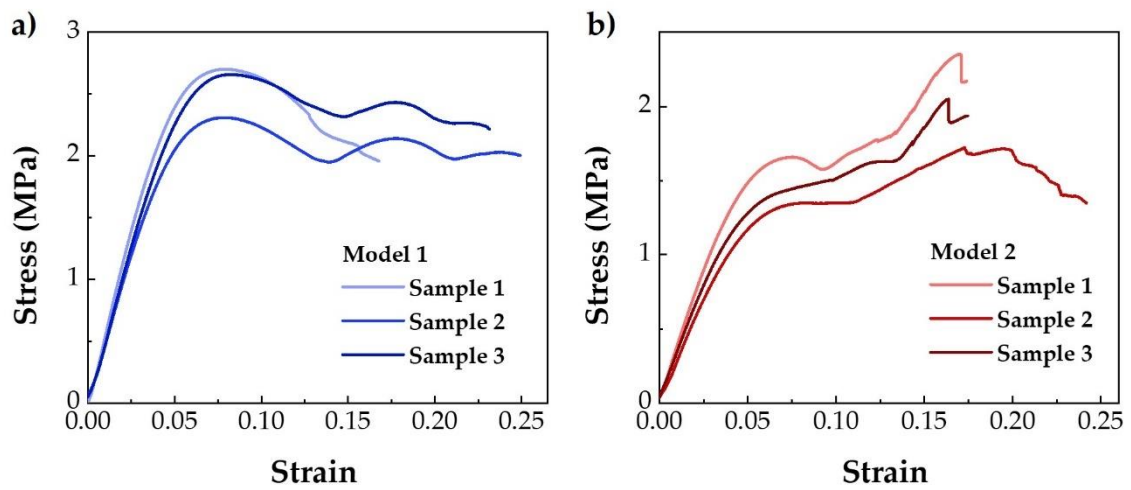 a)
3
2
1
0
0.00 0.05 0.10 0.15 0.20 0.25
Stress (MPa)
Strain
Model 1
Sample 1
Sample 2
Sample 3
b)
2
1
0
0.00 0.05 0.10 0.15 0.20 0.25
Stress (MPa)
Strain
Model 2
Sample 1
Sample 2
Sample 3